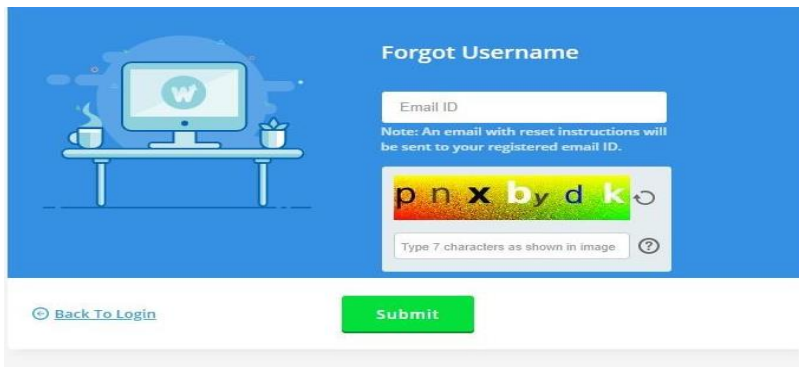 W
Forgot Username
Email ID
Note: An email with reset instructions will
be sent to your registered email ID.
p n x b y d k
Type 7 characters as shown in image
?
Back To Login
Submit